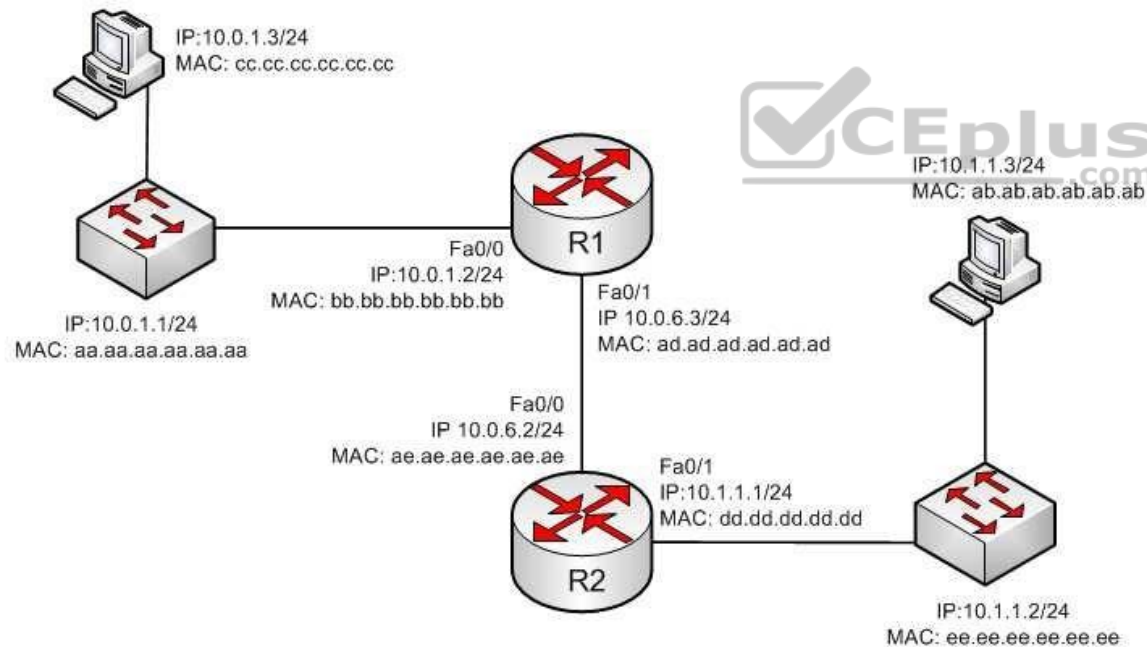 IP:10.0.1.3/24
MAC: cc.cc.cc.cc.cc.cc
CEplus
.com
IP:10.1.1.3/24
MAC: ab.ab.ab.ab.ab.ab
R1
Fa0/0
IP:10.0.1.2/24
MAC: bb.bb.bb.bb.bb.bb
IP:10.0.1.1/24
MAC: aa.aa.aa.aa.aa.aa
Fa0/1
IP 10.0.6.3/24
MAC: ad.ad.ad.ad.ad.ad
Fa0/0
IP 10.0.6.2/24
MAC: ae.ae.ae.ae.ae.ae
Fa0/1
IP:10.1.1.1/24
MAC: dd.dd.dd.dd.dd
R2
IP:10.1.1.2/24
MAC: ee.ee.ee.ee.ee.ee